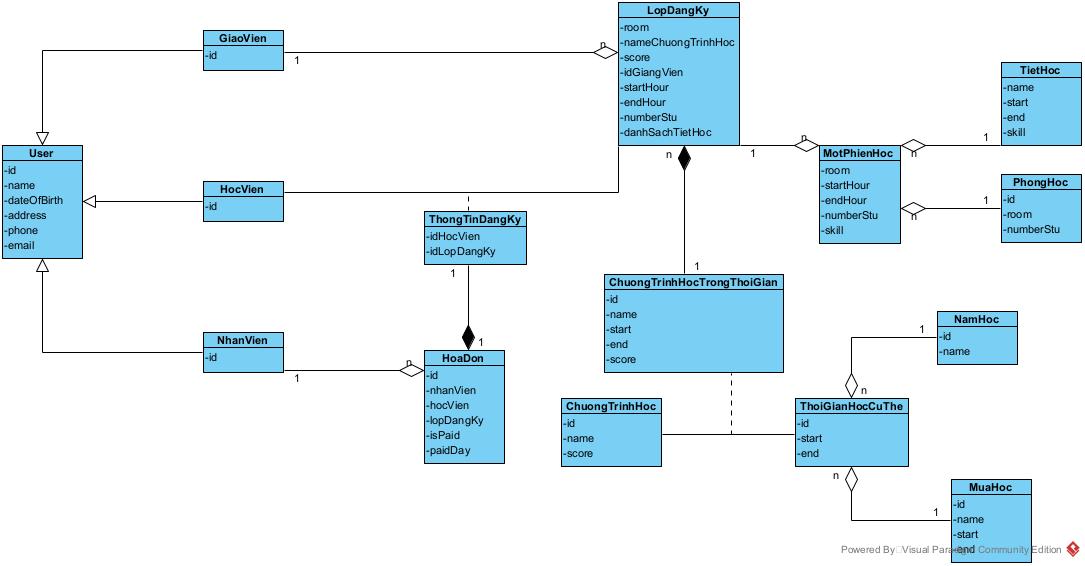 LopDangKy
-room
-nameChuongTrinhHoc
-score
-idGiangVien
-startHour
-endHour
-numberStu
-danhSachTietHoc
GiaoVien
-id
1
n
TietHoc
-name
-start
-end
-skill
User
-id
-name
-dateOfBirth
-address
-phone
-email
HocVien
-id
n
1
n
1
n
MotPhienHoc
-room
-startHour
-endHour
-numberStu
-skill
PhongHoc
-id
-room
-numberStu
1
n
ThongTinDangKy
-idHocVien
-idLopDangKy
1
1
1
ChuongTrinhHocTrongThoiGian
-id
-name
-start
-end
-score
NhanVien
-id
1
n
HoaDon
-id
-nhanVien
-hocVien
-lopDangKy
-isPaid
-paidDay
NamHoc
-id
-name
1
n
ChuongTrinhHoc
-id
-name
-score
ThoiGianHocCuThe
-id
-start
-end
n
1
MuaHoc
-id
-name
-start
-end
Powered By Visual Paradigm Community Edition